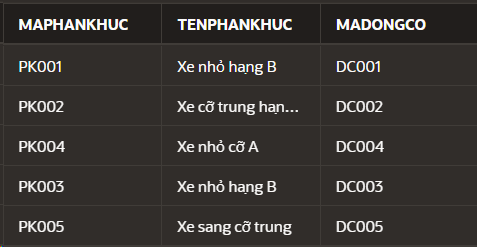 MAPHANKHUC TENPHANKHUC MADONGCO
PK001 Xe nhỏ hạng B DC001
PK002 Xe cỡ trung hạn... DC002
PK004 Xe nhỏ cỡ A DC004
PK003 Xe nhỏ hạng B DC003
PK005 Xe sang cỡ trung DC005